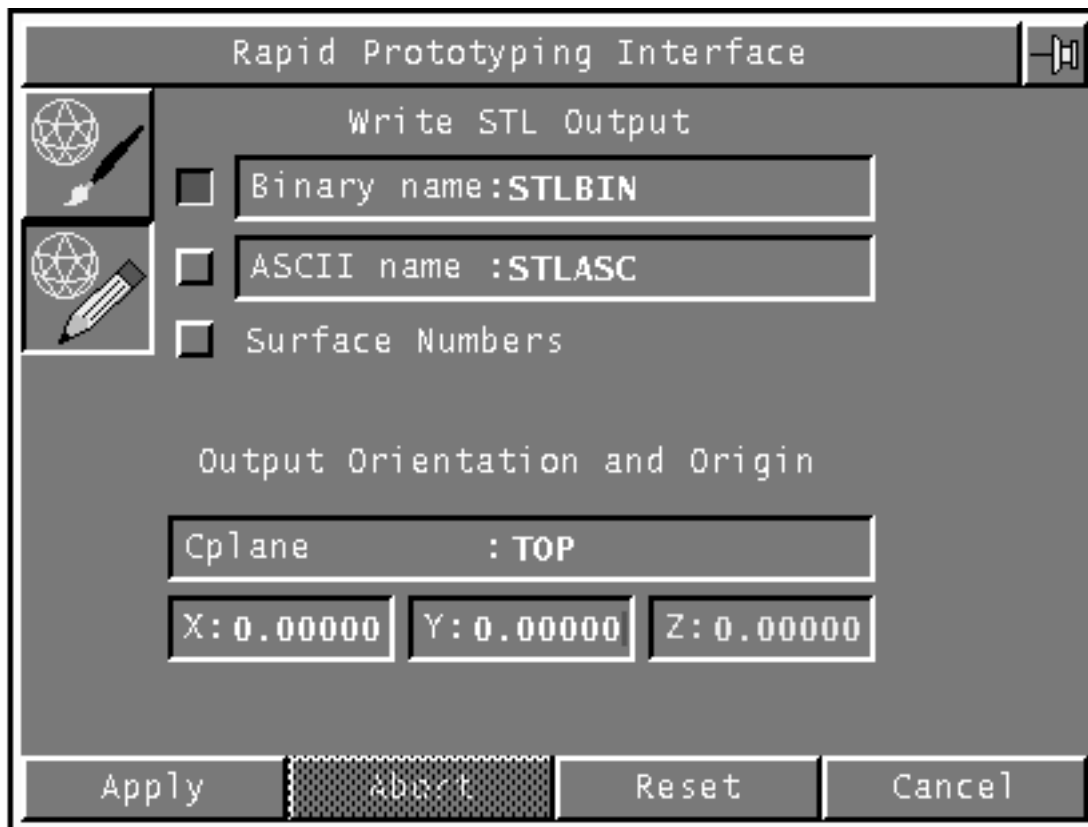 Rapid Prototyping Interface
Write STL Output
Binary name:STLBIN
ASCII name :STLASC
Surface Numbers
Output Orientation and Origin
Cplane :TOP
X:0.00000 Y:0.00000 Z:0.00000
Apply Abort Reset Cancel